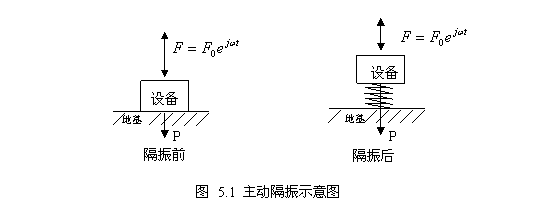 F = F₀e^{jωt}
设备
地基
P
隔振前
F = F₀e^{jωt}
设备
地基
P
隔振后
图 5.1 主动隔振示意图